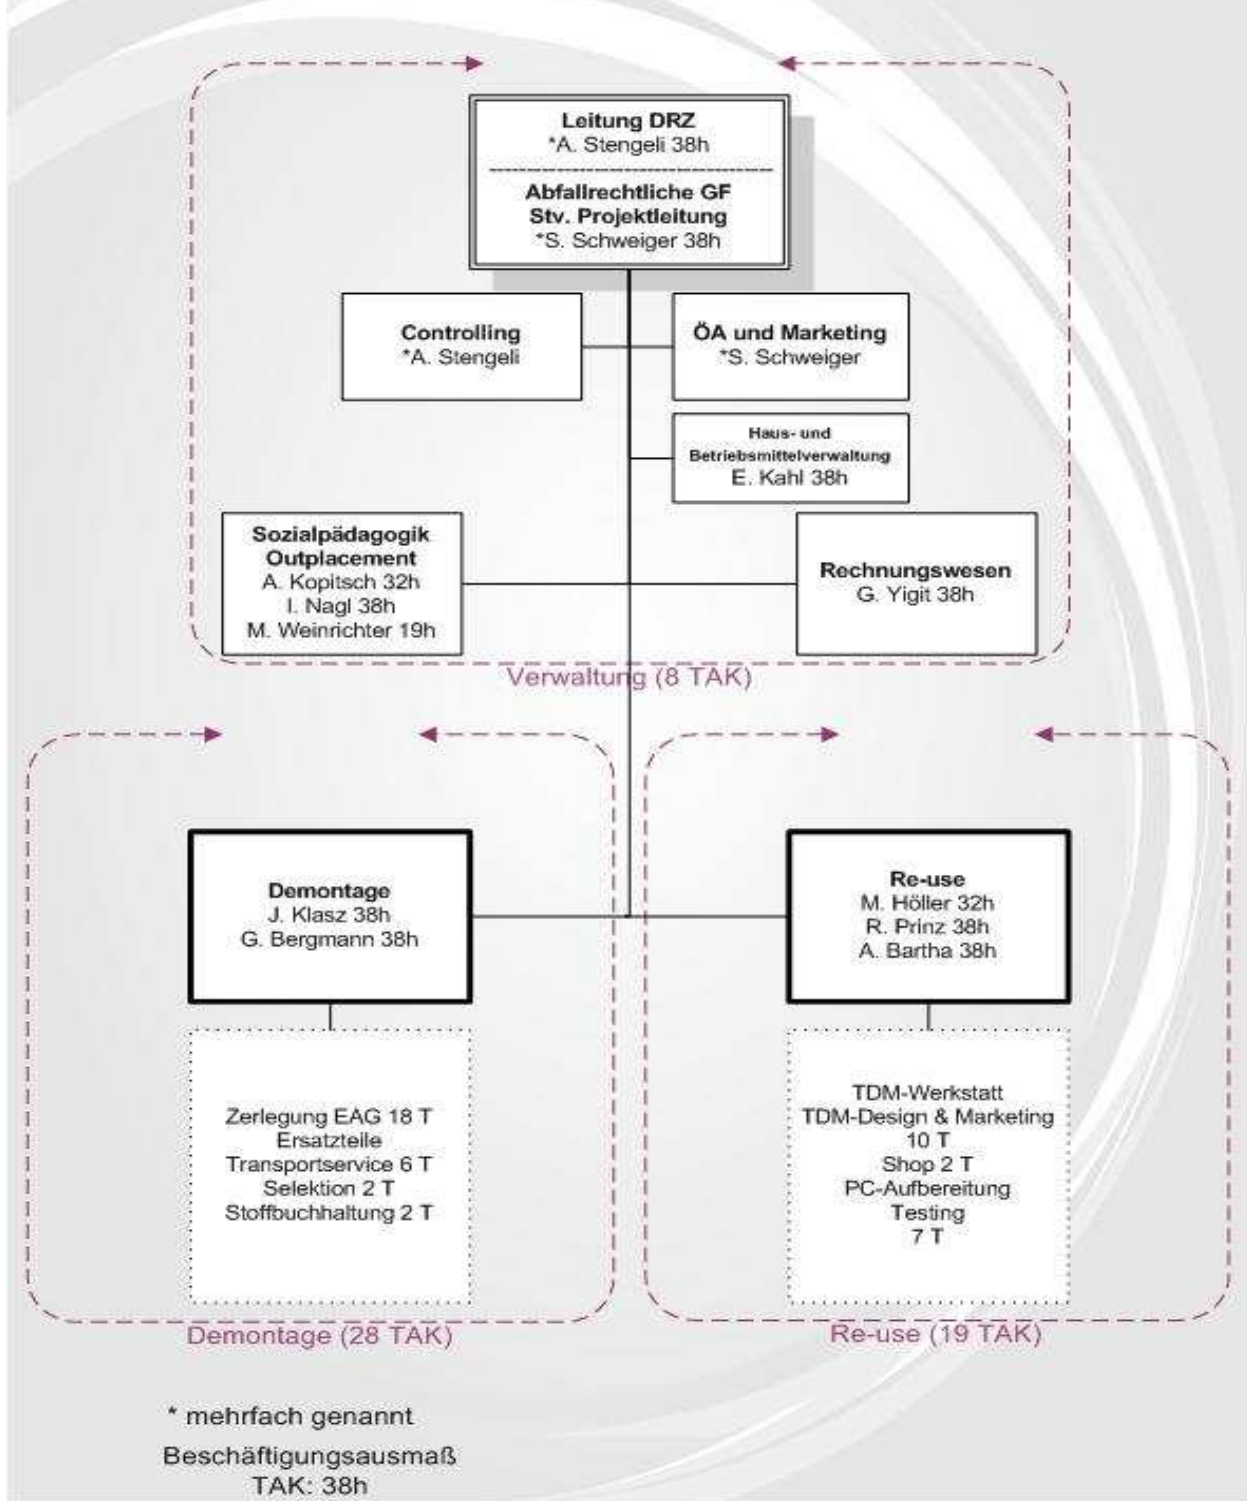 Leitung DRZ
*A. Stengeli 38h
Abfallrechtliche GF
Stv. Projektleitung
*S. Schweiger 38h
Controlling
*A. Stengeli
ÖA und Marketing
*S. Schweiger
Haus- und
Betriebsmittelverwaltung
E. Kahl 38h
Sozialpädagogik
Outplacement
A. Kopitsch 32h
I. Nagl 38h
M. Weinrichter 19h
Rechnungswesen
G. Yigit 38h
Verwaltung (8 TAK)
Demontage
J. Klasz 38h
G. Bergmann 38h
Zerlegung EAG 18 T
Ersatzteile
Transportservice 6 T
Selektion 2 T
Stoffbuchhaltung 2 T
Demontage (28 TAK)
Re-use
M. Höller 32h
R. Prinz 38h
A. Bartha 38h
TDM-Werkstatt
TDM-Design & Marketing
10 T
Shop 2 T
PC-Aufbereitung
Testing
7 T
Re-use (19 TAK)
* mehrfach genannt
Beschäftigungsausmaß
TAK: 38h